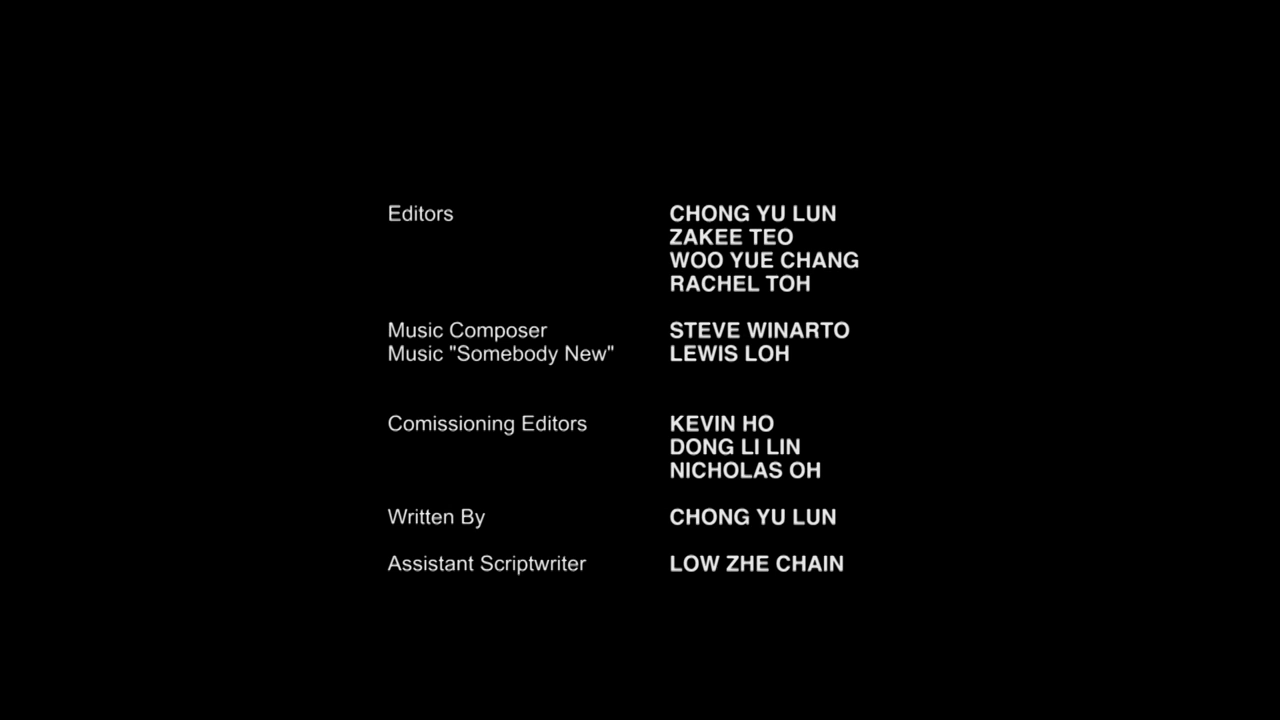 Editors CHONG YU LUN
ZAKEE TEO
WOO YUE CHANG
RACHEL TOH
Music Composer STEVE WINARTO
Music "Somebody New" LEWIS LOH
Comissioning Editors KEVIN HO
DONG LI LIN
NICHOLAS OH
Written By CHONG YU LUN
Assistant Scriptwriter LOW ZHE CHAIN